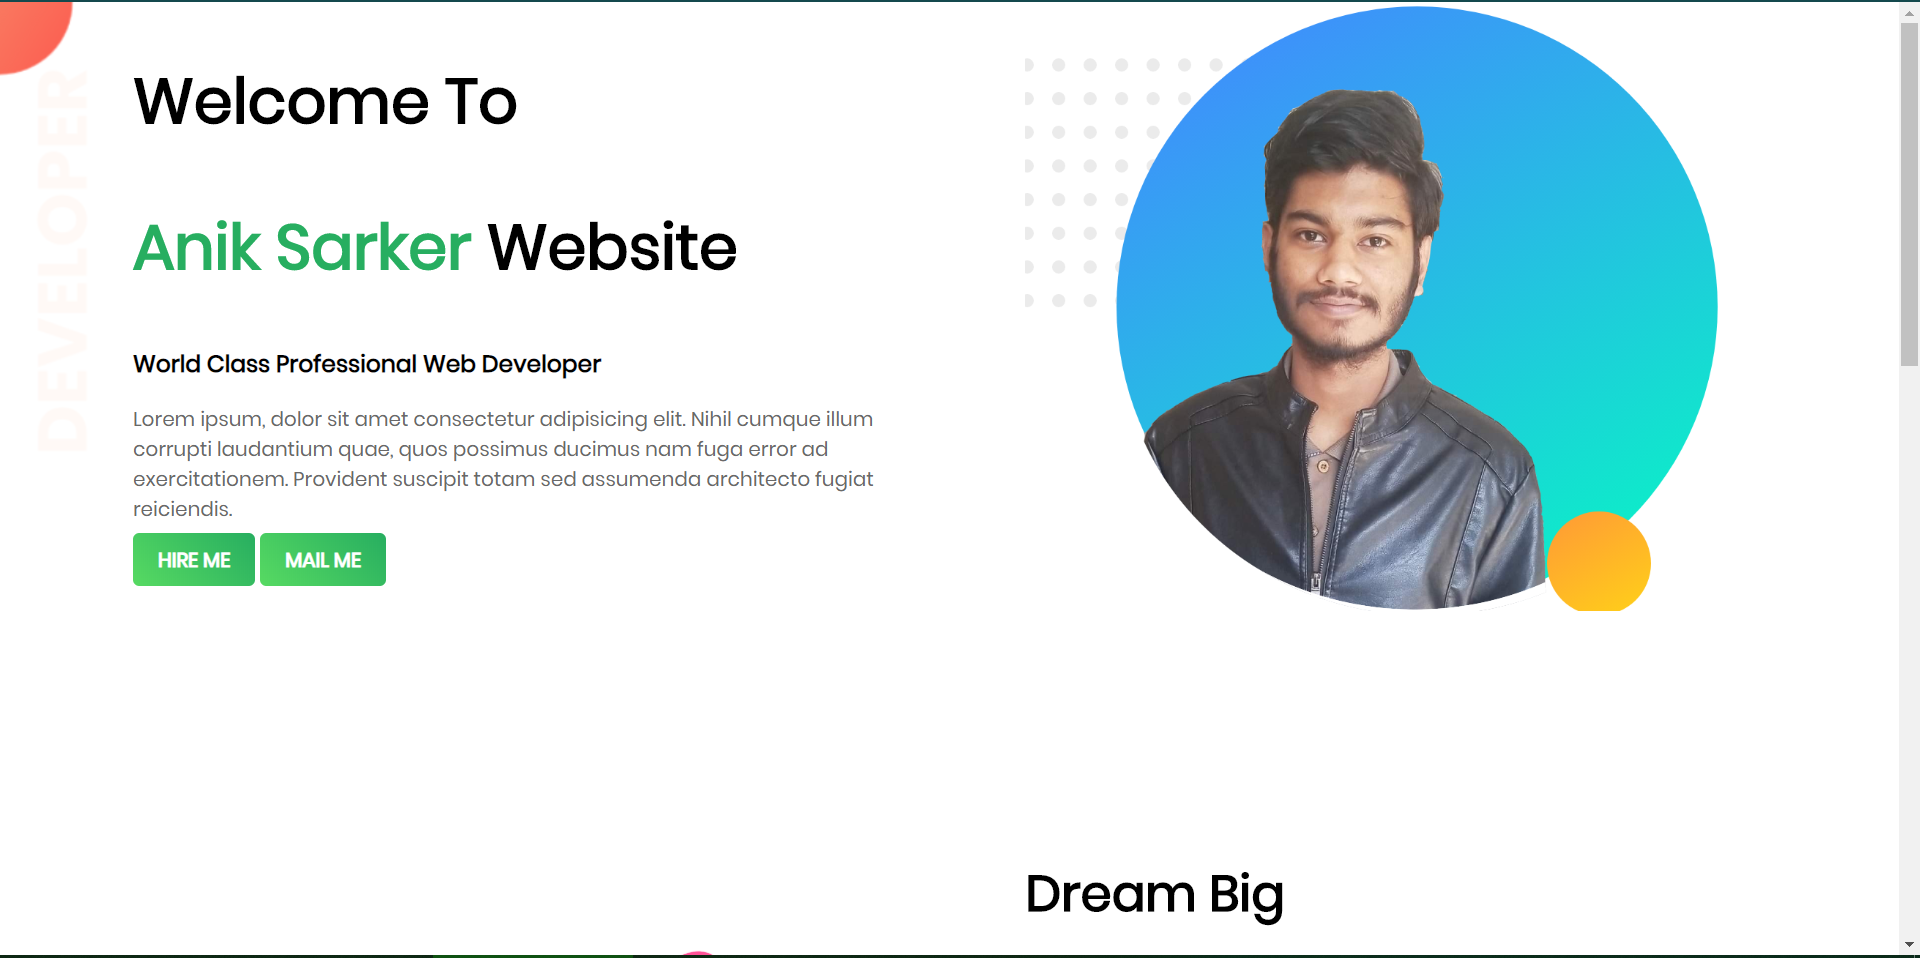 DEVELOPER
Welcome To
Anik Sarker Website
World Class Professional Web Developer
Lorem ipsum, dolor sit amet consectetur adipisicing elit. Nihil cumque illum
corrupti laudantium quae, quos possimus ducimus nam fuga error ad
exercitationem. Provident suscipit totam sed assumenda architecto fugiat
reiciendis.
HIRE ME MAIL ME
Dream Big